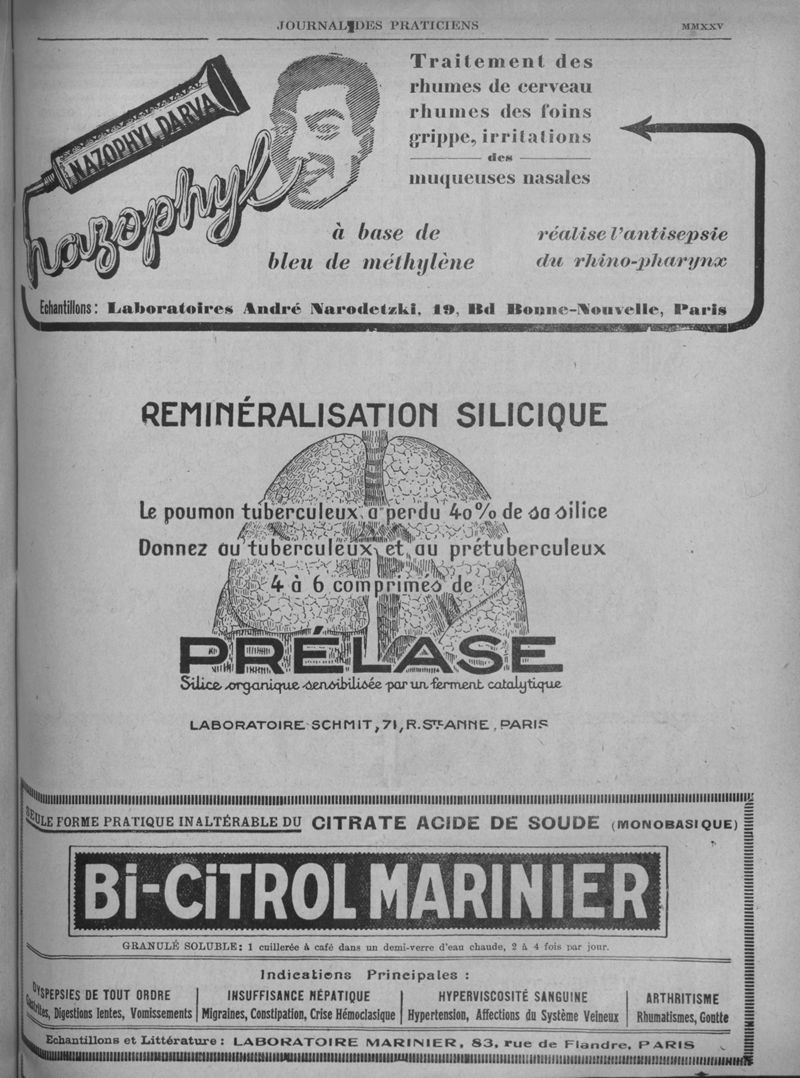 JOURNAL DES PRATICIENS
MMXXV
NAZOPHYL DARVA
nazophyl
Traitement des
rhumes de cerveau
rhumes des foins
grippe, irritations
des
muqueuses nasales
à base de
bleu de méthylène
réalise l'antisepsie
du rhino-pharynx
Echantillons : Laboratoires André Narodetzki, 19, Bd Bonne-Nouvelle, Paris
REMINÉRALISATION SILICIQUE
Le poumon tuberculeux a perdu 40% de sa silice
Donnez au tuberculeux et au prétuberculeux
4 à 6 comprimés de
PRÉLASE
Silice organique sensibilisée par un ferment catalytique
LABORATOIRE SCHMIT, 71, R. STE-ANNE, PARIS
SEULE FORME PRATIQUE INALTÉRABLE DU CITRATE ACIDE DE SOUDE (MONOBASIQUE)
Bi-CiTROL MARINIER
GRANULÉ SOLUBLE: 1 cuillerée à café dans un demi-verre d'eau chaude, 2 à 4 fois par jour.
Indications Principales :
DYSPEPSIES DE TOUT ORDRE
Gastrites, Digestions lentes, Vomissements
INSUFFISANCE HÉPATIQUE
Migraines, Constipation, Crise Hémoclasique
HYPERVISCOSITÉ SANGUINE
Hypertension, Affections du Système Veineux
ARTHRITISME
Rhumatismes, Goutte
Echantillons et Littérature : LABORATOIRE MARINIER, 83, rue de Flandre, PARIS